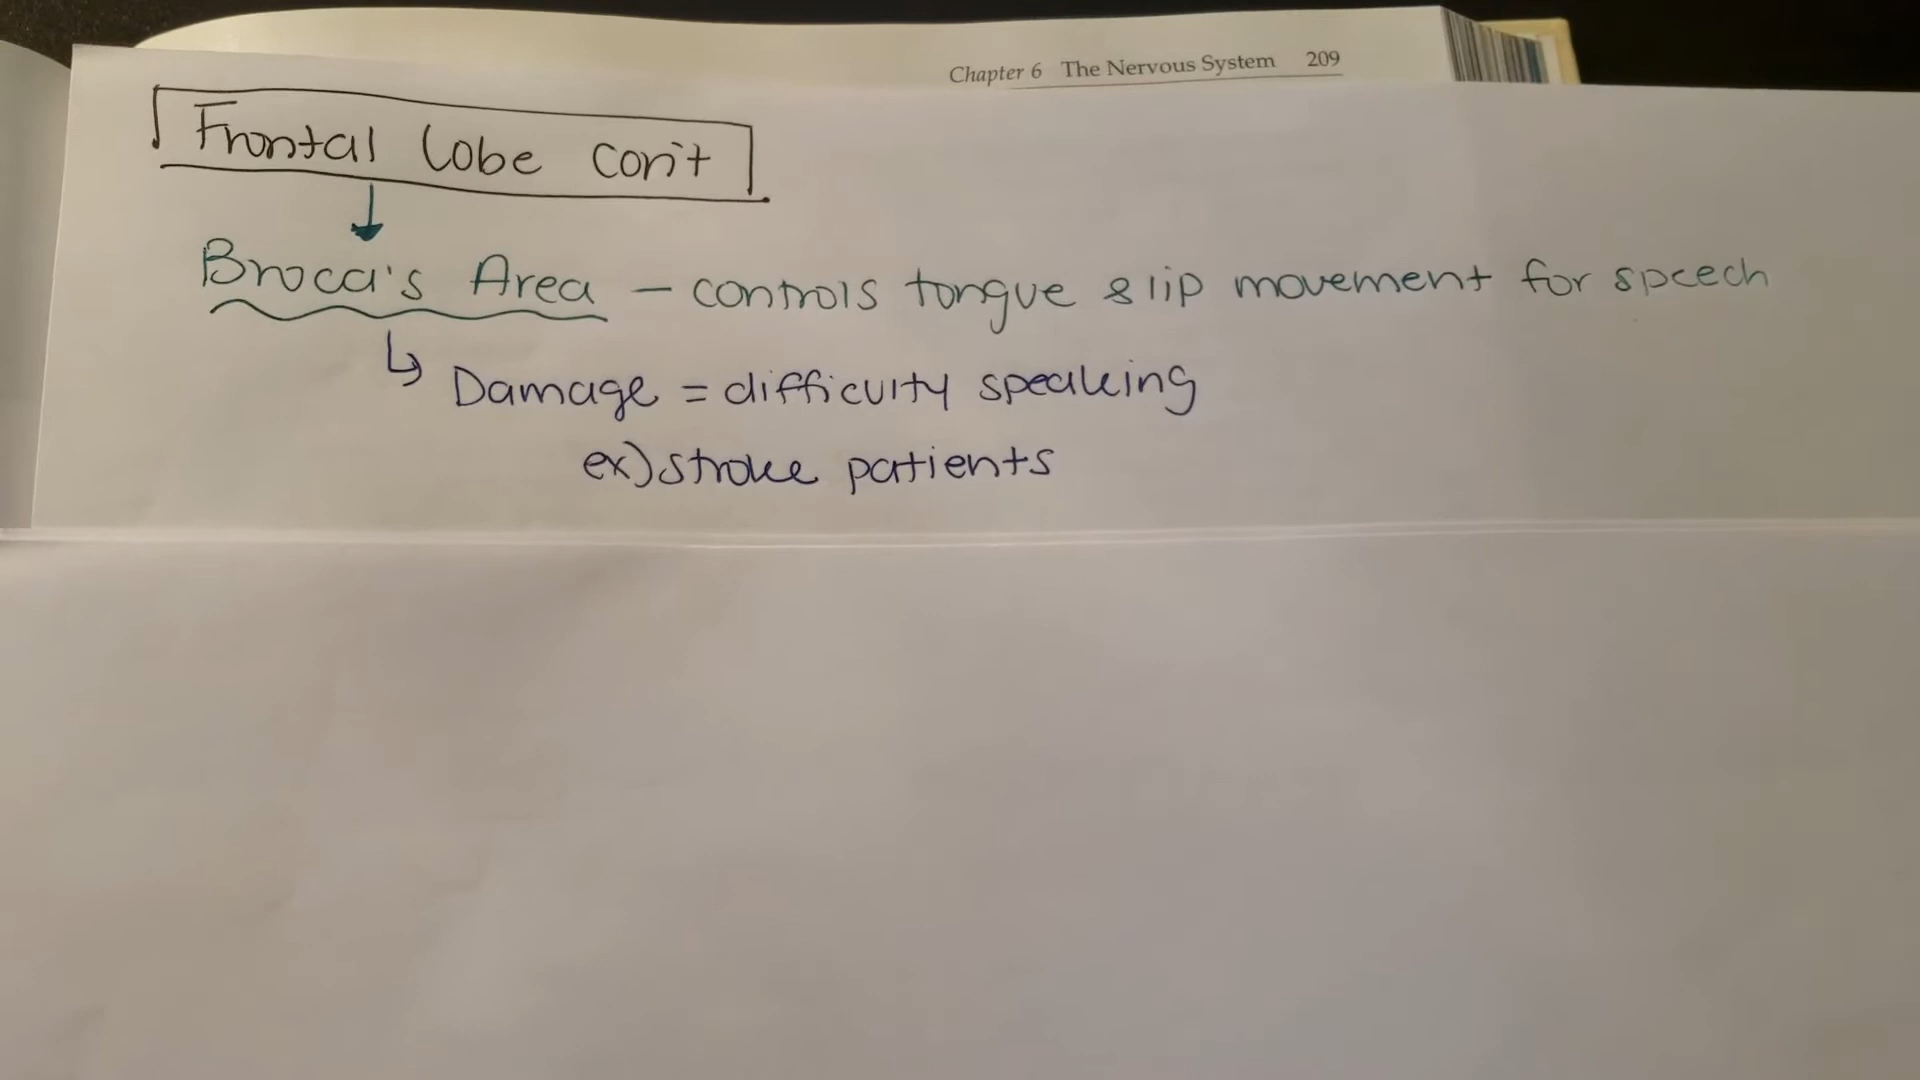 Chapter 6 The Nervous System 209
Frontal lobe con't
Broca's Area — controls tongue & lip movement for speech
↳ Damage = difficulty speaking
ex) stroke patients